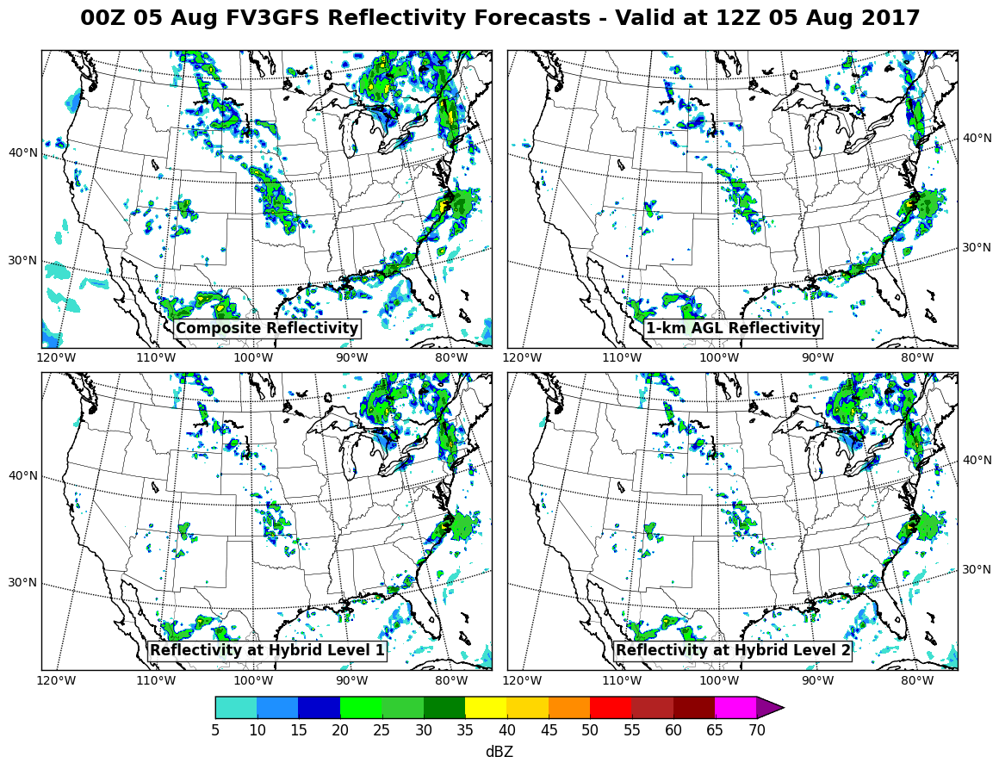 00Z 05 Aug FV3GFS Reflectivity Forecasts - Valid at 12Z 05 Aug 2017
40°N
30°N
Composite Reflectivity
120°W 110°W 100°W 90°W 80°W
40°N
30°N
1-km AGL Reflectivity
120°W 110°W 100°W 90°W 80°W
40°N
30°N
Reflectivity at Hybrid Level 1
120°W 110°W 100°W 90°W 80°W
40°N
30°N
Reflectivity at Hybrid Level 2
120°W 110°W 100°W 90°W 80°W
5 10 15 20 25 30 35 40 45 50 55 60 65 70
dBZ